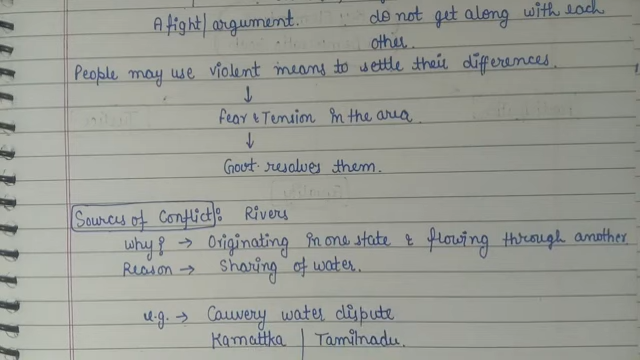 A fight/argument. do not get along with each
other.
People may use violent means to settle their differences.
↓
Fear & Tension in the area.
↓
Govt. resolves them.
Sources of Conflict: Rivers
Why? → Originating in one state & flowing through another
Reason → Sharing of water.
e.g. → Cauvery water dispute
Karnattka | Tamilnadu.